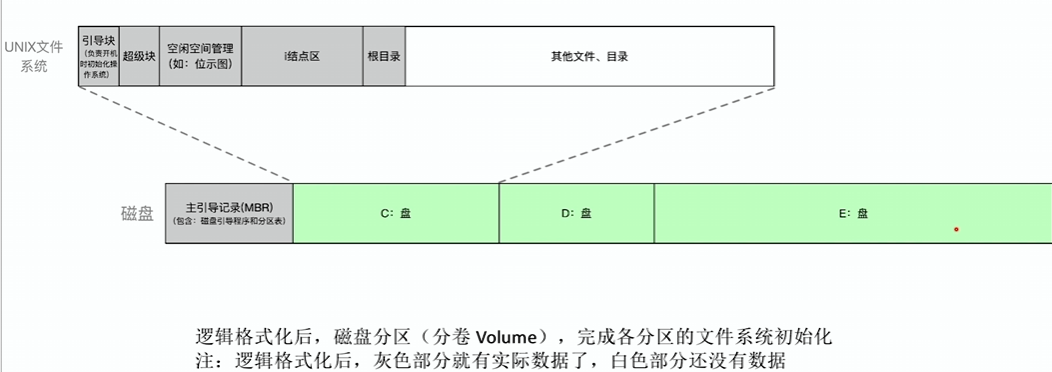 UNIX文件
系统
引导块
(负责开机
时初始化操
作系统)
超级块
空闲空间管理
(如：位示图)
i结点区
根目录
其他文件、目录
磁盘
主引导记录(MBR)
(包含：磁盘引导程序和分区表)
C：盘
D：盘
E：盘
逻辑格式化后，磁盘分区（分卷 Volume），完成各分区的文件系统初始化
注：逻辑格式化后，灰色部分就有实际数据了，白色部分还没有数据